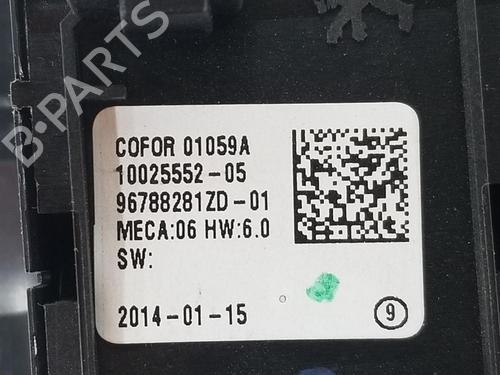 B-PARTS
COFOR 01059A
10025552-05
96788281ZD-01
MECA:06 HW:6.0
SW:
2014-01-15
9